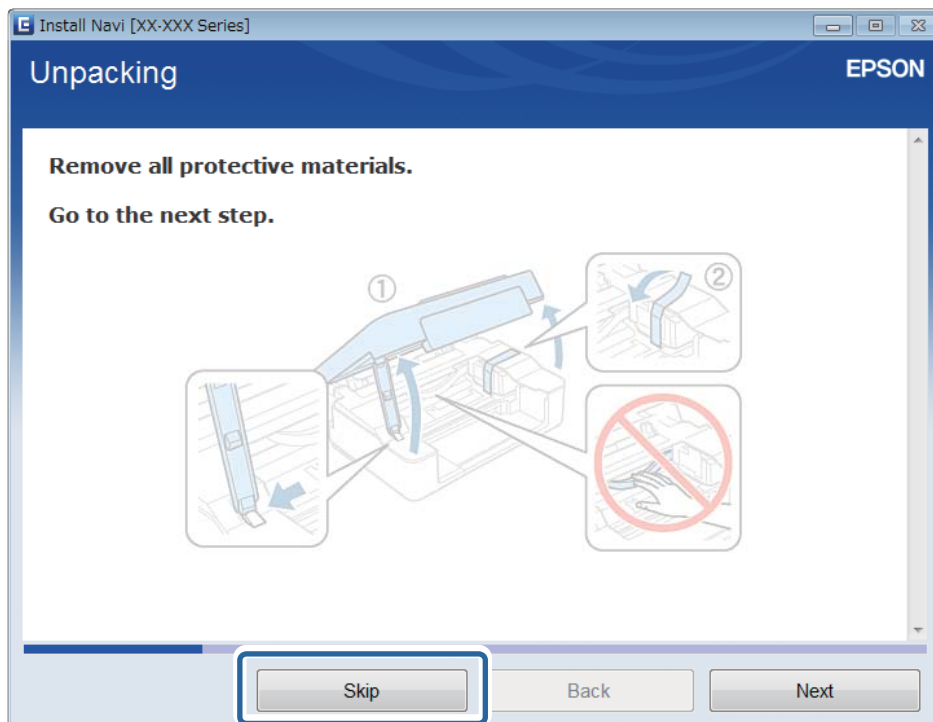 Install Navi [XX-XXX Series]
Unpacking
EPSON
Remove all protective materials.
Go to the next step.
①
②
Skip
Back
Next